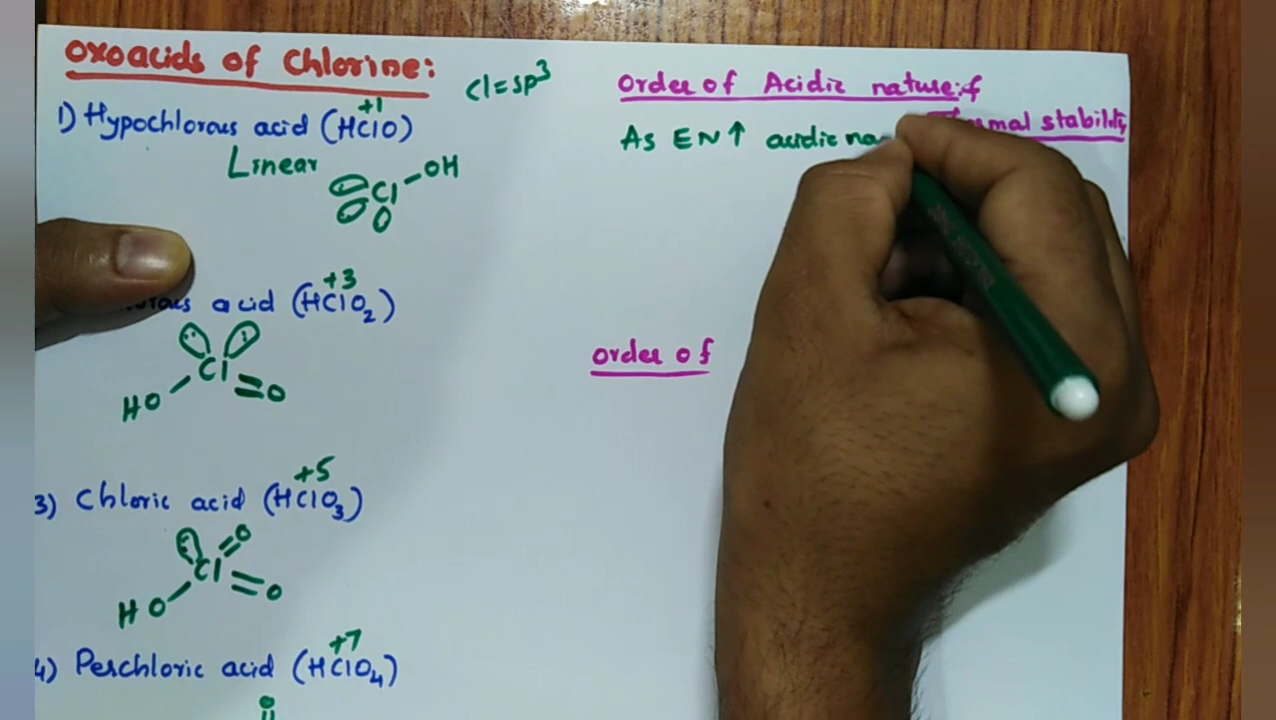 Oxoacids of Chlorine:
Cl = sp³
+1
1) Hypochlorous acid (HClO)
Linear
Cl
OH
+3
acid (HClO₂)
Cl
HO
O
+5
3) Chloric acid (HClO₃)
O
Cl
O
HO
+7
4) Perchloric acid (HClO₄)
Order of Acidic nature: &
stability
As EN↑ acidic
Order of